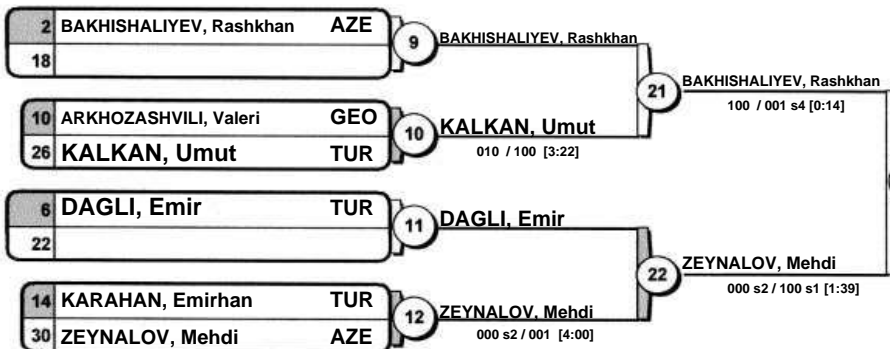 2 BAKHISHALIYEV, Rashkhan AZE
18
9
BAKHISHALIYEV, Rashkhan
10 ARKHOZASHVILI, Valeri GEO
26 KALKAN, Umut TUR
10
KALKAN, Umut
010 / 100 [3:22]
21
BAKHISHALIYEV, Rashkhan
100 / 001 s4 [0:14]
6 DAGLI, Emir TUR
22
11
DAGLI, Emir
14 KARAHAN, Emirhan TUR
30 ZEYNALOV, Mehdi AZE
12
ZEYNALOV, Mehdi
000 s2 / 001 [4:00]
22
ZEYNALOV, Mehdi
000 s2 / 100 s1 [1:39]